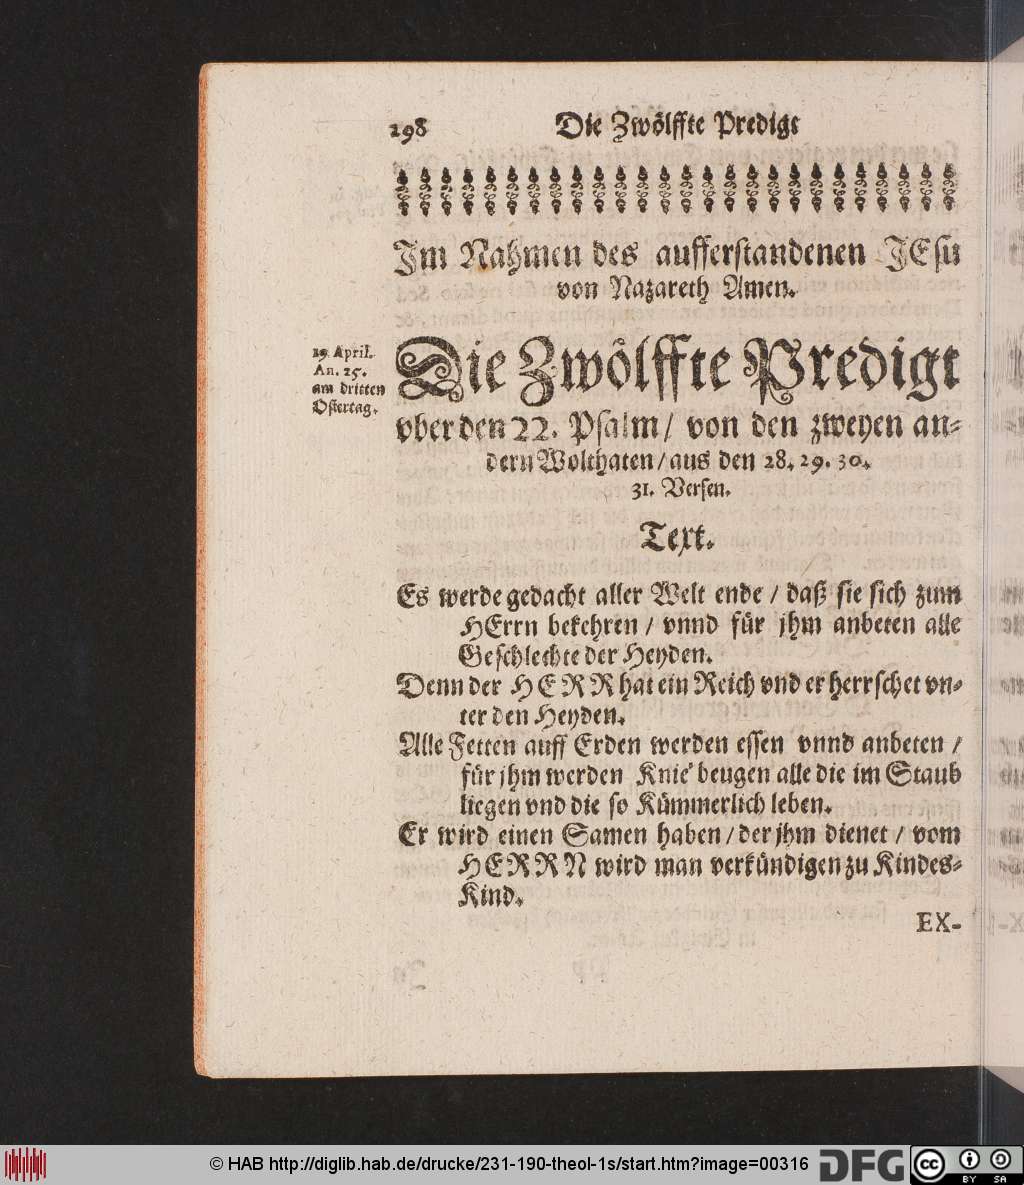 298
Die Zwölffte Predigt
Im Nahmen des aufferstandenen JEsu
von Nazareth Amen.
19 April.
An. 25.
am dritten
Ostertag.
Die Zwölffte Predigt
vber den 22. Psalm / von den zweyen an-
dern Wolthaten / aus den 28. 29. 30.
31. Versen.
Text.
Es werde gedacht aller Welt ende / daß sie sich zum
HErrn bekehren / vnnd für jhm anbeten alle
Geschlechte der Heyden.
Denn der HERR hat ein Reich vnd er herrschet vn-
ter den Heyden.
Alle Fetten auff Erden werden essen vnnd anbeten /
für jhm werden Knie beugen alle die im Staub
liegen vnd die so Kümmerlich leben.
Er wird einen Samen haben / der jhm dienet / vom
HERRN wird man verkündigen zu Kindes-
Kind.
EX-
© HAB http://diglib.hab.de/drucke/231-190-theol-1s/start.htm?image=00316
DFG
cc BY SA